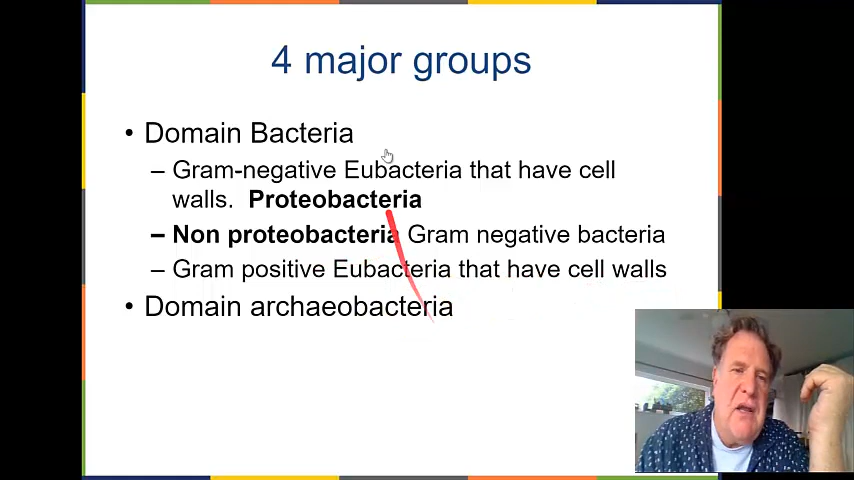 4 major groups
• Domain Bacteria
– Gram-negative Eubacteria that have cell
walls. Proteobacteria
– Non proteobacteria Gram negative bacteria
– Gram positive Eubacteria that have cell walls
• Domain archaeobacteria